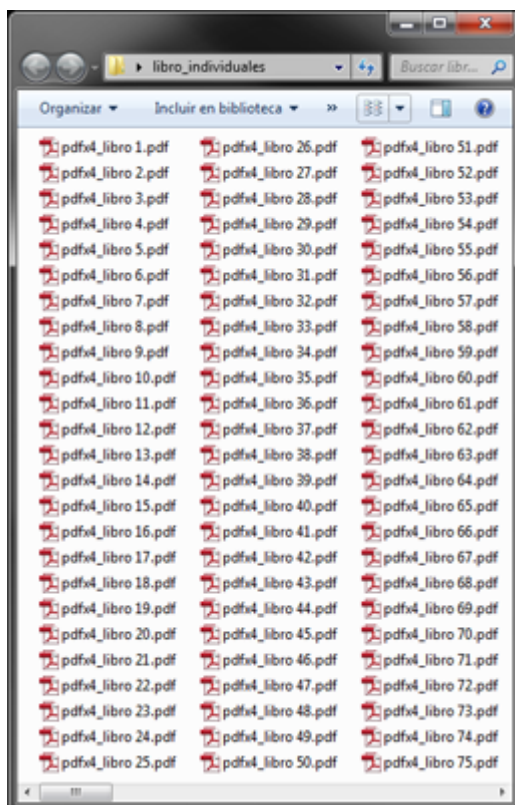 libro_individuales
Buscar libr...
Organizar Incluir en biblioteca »
pdfx4_libro 1.pdf
pdfx4_libro 2.pdf
pdfx4_libro 3.pdf
pdfx4_libro 4.pdf
pdfx4_libro 5.pdf
pdfx4_libro 6.pdf
pdfx4_libro 7.pdf
pdfx4_libro 8.pdf
pdfx4_libro 9.pdf
pdfx4_libro 10.pdf
pdfx4_libro 11.pdf
pdfx4_libro 12.pdf
pdfx4_libro 13.pdf
pdfx4_libro 14.pdf
pdfx4_libro 15.pdf
pdfx4_libro 16.pdf
pdfx4_libro 17.pdf
pdfx4_libro 18.pdf
pdfx4_libro 19.pdf
pdfx4_libro 20.pdf
pdfx4_libro 21.pdf
pdfx4_libro 22.pdf
pdfx4_libro 23.pdf
pdfx4_libro 24.pdf
pdfx4_libro 25.pdf
pdfx4_libro 26.pdf
pdfx4_libro 27.pdf
pdfx4_libro 28.pdf
pdfx4_libro 29.pdf
pdfx4_libro 30.pdf
pdfx4_libro 31.pdf
pdfx4_libro 32.pdf
pdfx4_libro 33.pdf
pdfx4_libro 34.pdf
pdfx4_libro 35.pdf
pdfx4_libro 36.pdf
pdfx4_libro 37.pdf
pdfx4_libro 38.pdf
pdfx4_libro 39.pdf
pdfx4_libro 40.pdf
pdfx4_libro 41.pdf
pdfx4_libro 42.pdf
pdfx4_libro 43.pdf
pdfx4_libro 44.pdf
pdfx4_libro 45.pdf
pdfx4_libro 46.pdf
pdfx4_libro 47.pdf
pdfx4_libro 48.pdf
pdfx4_libro 49.pdf
pdfx4_libro 50.pdf
pdfx4_libro 51.pdf
pdfx4_libro 52.pdf
pdfx4_libro 53.pdf
pdfx4_libro 54.pdf
pdfx4_libro 55.pdf
pdfx4_libro 56.pdf
pdfx4_libro 57.pdf
pdfx4_libro 58.pdf
pdfx4_libro 59.pdf
pdfx4_libro 60.pdf
pdfx4_libro 61.pdf
pdfx4_libro 62.pdf
pdfx4_libro 63.pdf
pdfx4_libro 64.pdf
pdfx4_libro 65.pdf
pdfx4_libro 66.pdf
pdfx4_libro 67.pdf
pdfx4_libro 68.pdf
pdfx4_libro 69.pdf
pdfx4_libro 70.pdf
pdfx4_libro 71.pdf
pdfx4_libro 72.pdf
pdfx4_libro 73.pdf
pdfx4_libro 74.pdf
pdfx4_libro 75.pdf